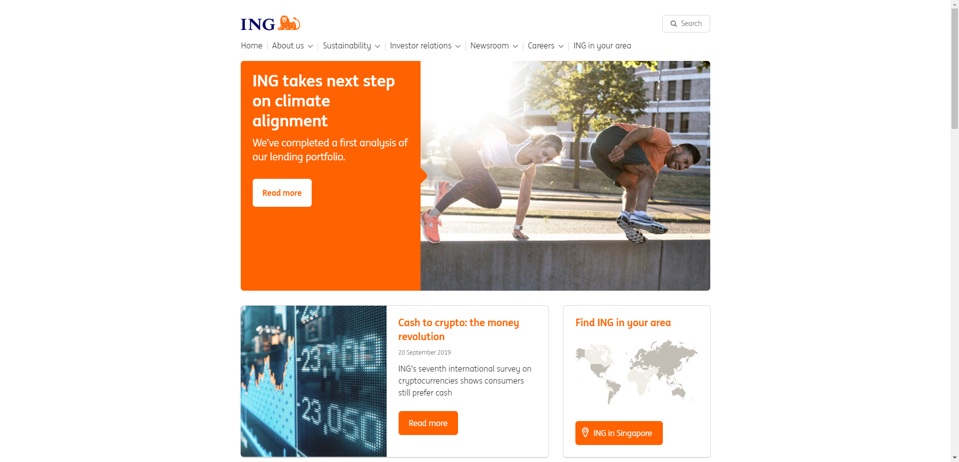 ING
Search
Home
About us
Sustainability
Investor relations
Newsroom
Careers
ING in your area
ING takes next step
on climate
alignment
We've completed a first analysis of
our lending portfolio.
Read more
23,100
23,050
Cash to crypto: the money
revolution
20 September 2019
ING's seventh international survey on
cryptocurrencies shows consumers
still prefer cash
Read more
Find ING in your area
ING in Singapore